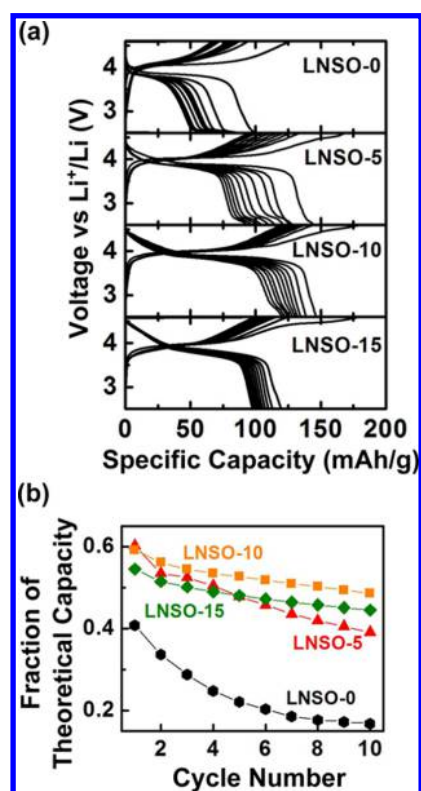 (a)
LNSO-0
4
3
LNSO-5
4
3
LNSO-10
4
3
LNSO-15
4
3
Voltage vs Li⁺/Li (V)
0 50 100 150 200
Specific Capacity (mAh/g)
(b)
0.6
0.4
0.2
LNSO-10
LNSO-15
LNSO-5
LNSO-0
Fraction of
Theoretical Capacity
2 4 6 8 10
Cycle Number